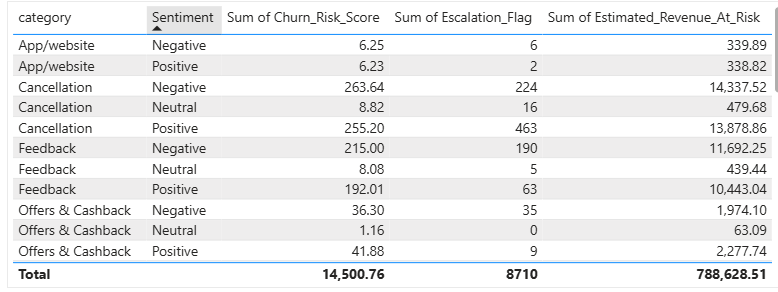 category Sentiment Sum of Churn_Risk_Score Sum of Escalation_Flag Sum of Estimated_Revenue_At_Risk
App/website Negative 6.25 6 339.89
App/website Positive 6.23 2 338.82
Cancellation Negative 263.64 224 14,337.52
Cancellation Neutral 8.82 16 479.68
Cancellation Positive 255.20 463 13,878.86
Feedback Negative 215.00 190 11,692.25
Feedback Neutral 8.08 5 439.44
Feedback Positive 192.01 63 10,443.04
Offers & Cashback Negative 36.30 35 1,974.10
Offers & Cashback Neutral 1.16 0 63.09
Offers & Cashback Positive 41.88 9 2,277.74
Total 14,500.76 8710 788,628.51